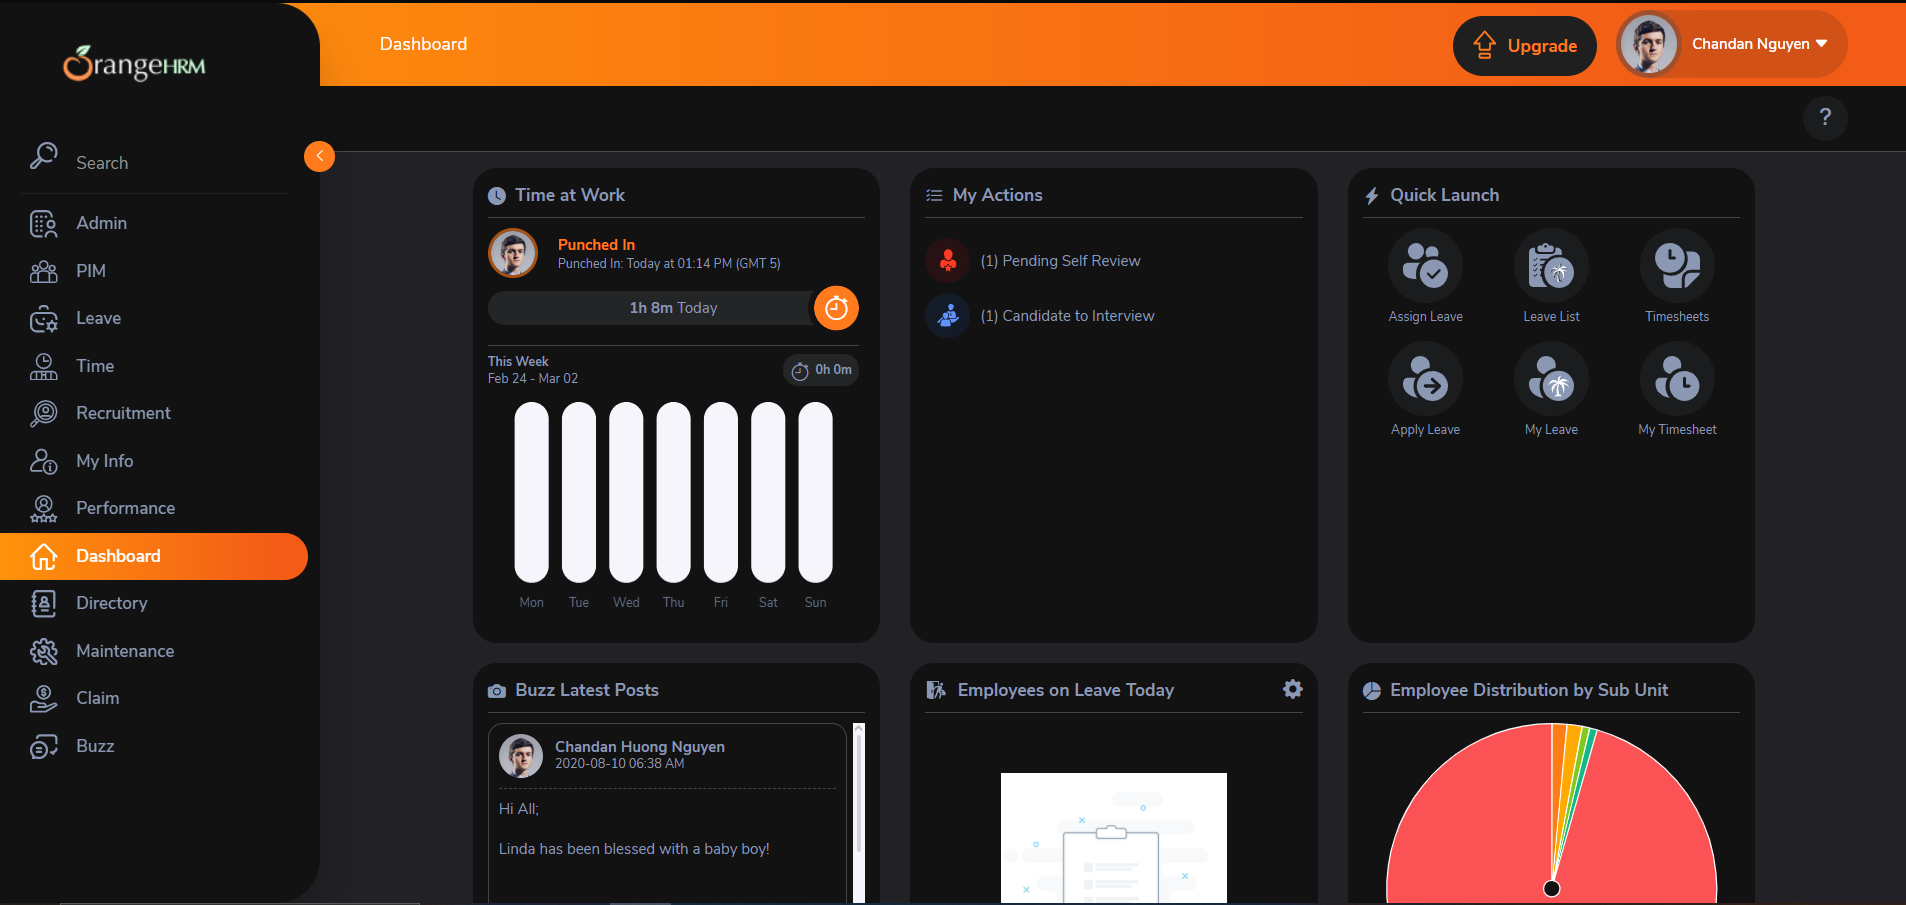 OrangeHRM
Dashboard
Upgrade
Chandan Nguyen
?
Search
Admin
PIM
Leave
Time
Recruitment
My Info
Performance
Dashboard
Directory
Maintenance
Claim
Buzz
Time at Work
Punched In
Punched In: Today at 01:14 PM (GMT 5)
1h 8m Today
This Week
Feb 24 - Mar 02
0h 0m
Mon Tue Wed Thu Fri Sat Sun
My Actions
(1) Pending Self Review
(1) Candidate to Interview
Quick Launch
Assign Leave
Leave List
Timesheets
Apply Leave
My Leave
My Timesheet
Buzz Latest Posts
Chandan Huong Nguyen
2020-08-10 06:38 AM
Hi All;
Linda has been blessed with a baby boy!
Employees on Leave Today
Employee Distribution by Sub Unit